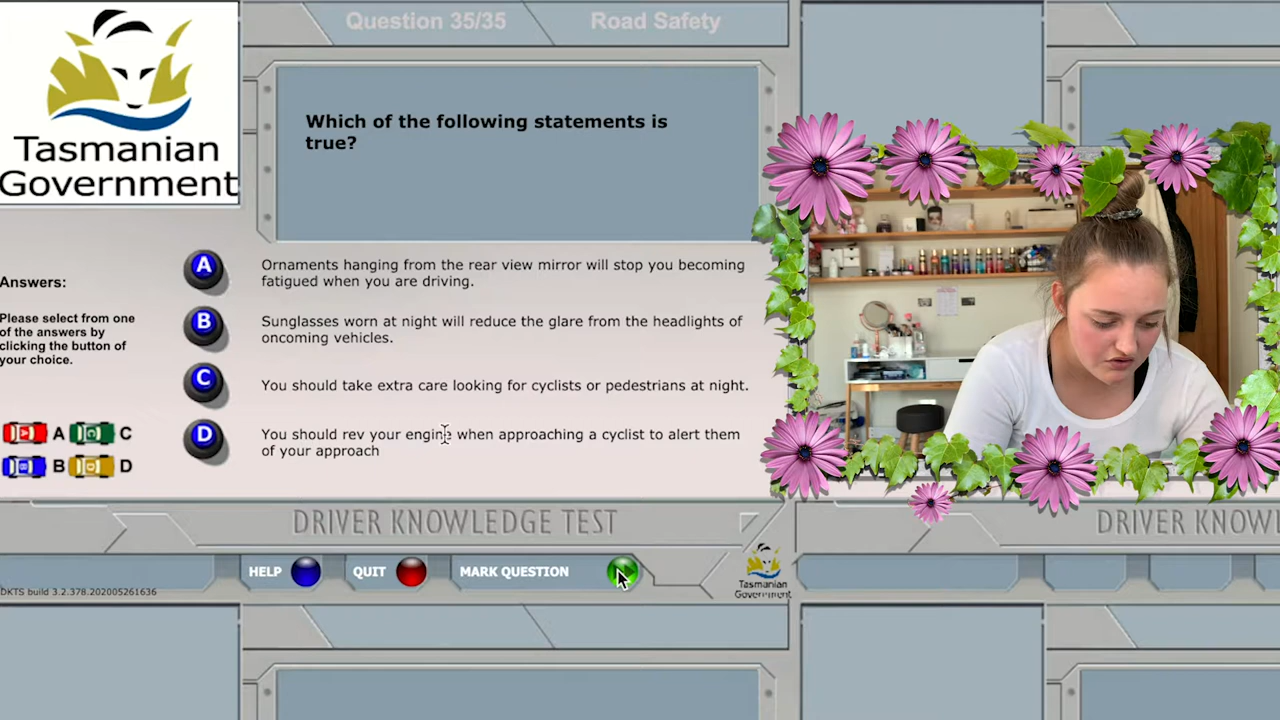 Question 35/35
Road Safety
Tasmanian
Government
Which of the following statements is
true?
Answers:
Please select from one
of the answers by
clicking the button of
your choice.
A
C
B
D
A
Ornaments hanging from the rear view mirror will stop you becoming
fatigued when you are driving.
B
Sunglasses worn at night will reduce the glare from the headlights of
oncoming vehicles.
C
You should take extra care looking for cyclists or pedestrians at night.
D
You should rev your engine when approaching a cyclist to alert them
of your approach
DRIVER KNOWLEDGE TEST
DRIVER KNOW
HELP
QUIT
MARK QUESTION
Tasmanian
Government
DKTS build 3.2.378.202005261636